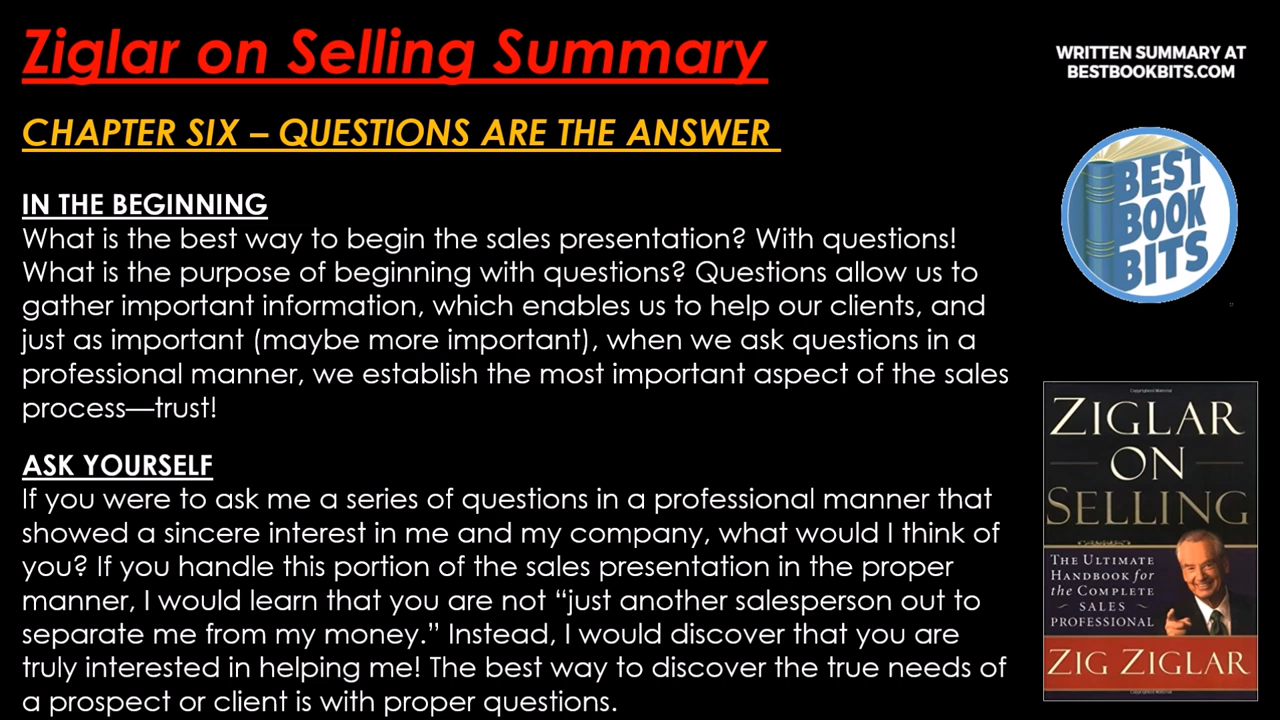 Ziglar on Selling Summary
WRITTEN SUMMARY AT
BESTBOOKBITS.COM
CHAPTER SIX – QUESTIONS ARE THE ANSWER
IN THE BEGINNING
What is the best way to begin the sales presentation? With questions!
What is the purpose of beginning with questions? Questions allow us to
gather important information, which enables us to help our clients, and
just as important (maybe more important), when we ask questions in a
professional manner, we establish the most important aspect of the sales
process—trust!
ASK YOURSELF
If you were to ask me a series of questions in a professional manner that
showed a sincere interest in me and my company, what would I think of
you? If you handle this portion of the sales presentation in the proper
manner, I would learn that you are not “just another salesperson out to
separate me from my money.” Instead, I would discover that you are
truly interested in helping me! The best way to discover the true needs of
a prospect or client is with proper questions.
BEST
BOOK
BITS
Copyrighted Material
ZIGLAR
ON
SELLING
THE ULTIMATE
HANDBOOK for
the COMPLETE
SALES
PROFESSIONAL
ZIG ZIGLAR
Copyrighted Material